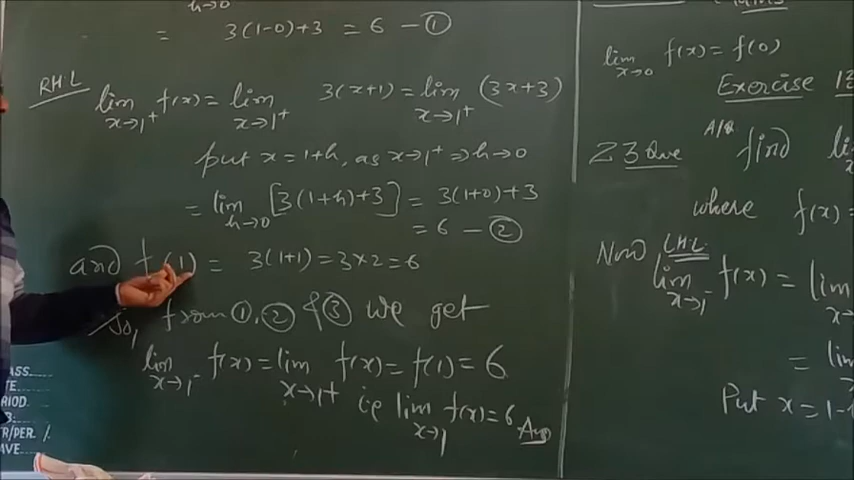 h→0
= 3(1-0)+3 = 6 - ①
RHL
lim x→1⁺ f(x) = lim x→1⁺ 3(x+1) = lim x→1⁺ (3x+3)
put x = 1+h, as x→1⁺ ⇒ h→0
= lim h→0 [3(1+h)+3] = 3(1+0)+3
= 6 - ②
and f(1) = 3(1+1) = 3×2 = 6
So, from ①, ② & ③ we get
lim x→1⁻ f(x) = lim x→1⁺ f(x) = f(1) = 6
i.e lim x→1 f(x) = 6 Ans
lim x→0 f(x) = f(0)
Exercise 13
Z3 Que A/Q find li
where f(x) =
Now LHL
lim x→1⁻ f(x) = lim
x→
= lim
Put x = 1-